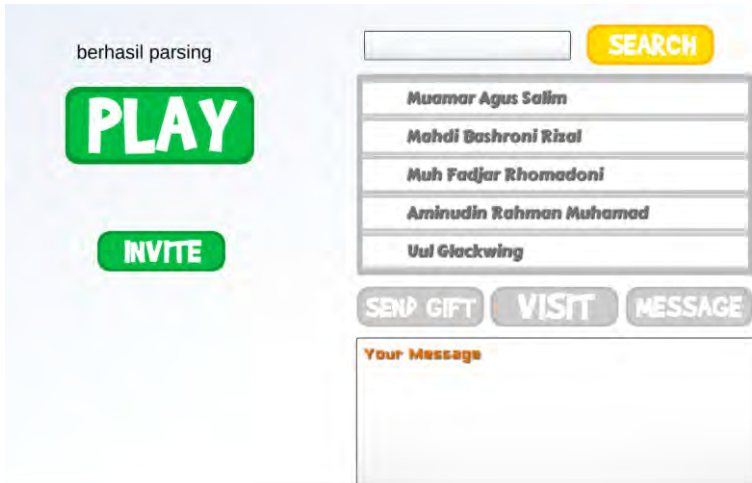 berhasil parsing
PLAY
INVITE
SEARCH
Muamar Agus Salim
Mahdi Bashroni Rizal
Muh Fadjar Rhomadoni
Aminudin Rahman Muhamad
Uul Glackwing
SEND GIFT
VISIT
MESSAGE
Your Message